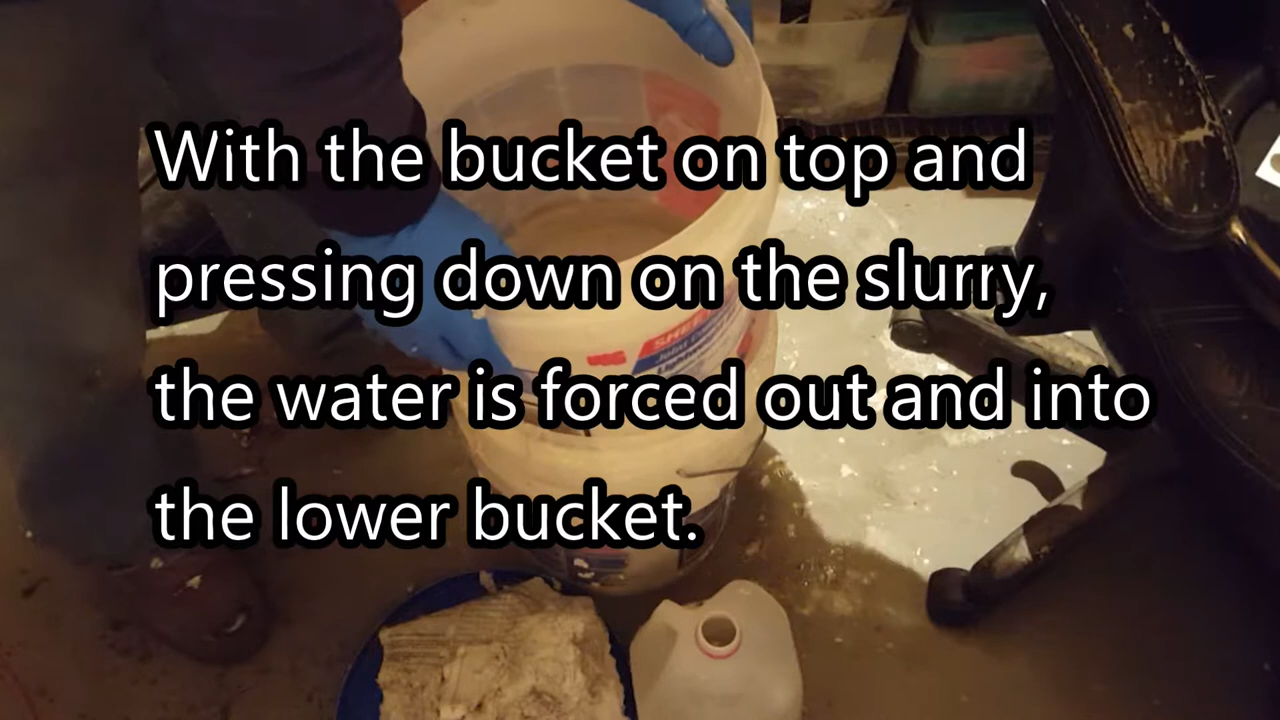 With the bucket on top and
pressing down on the slurry,
the water is forced out and into
the lower bucket.